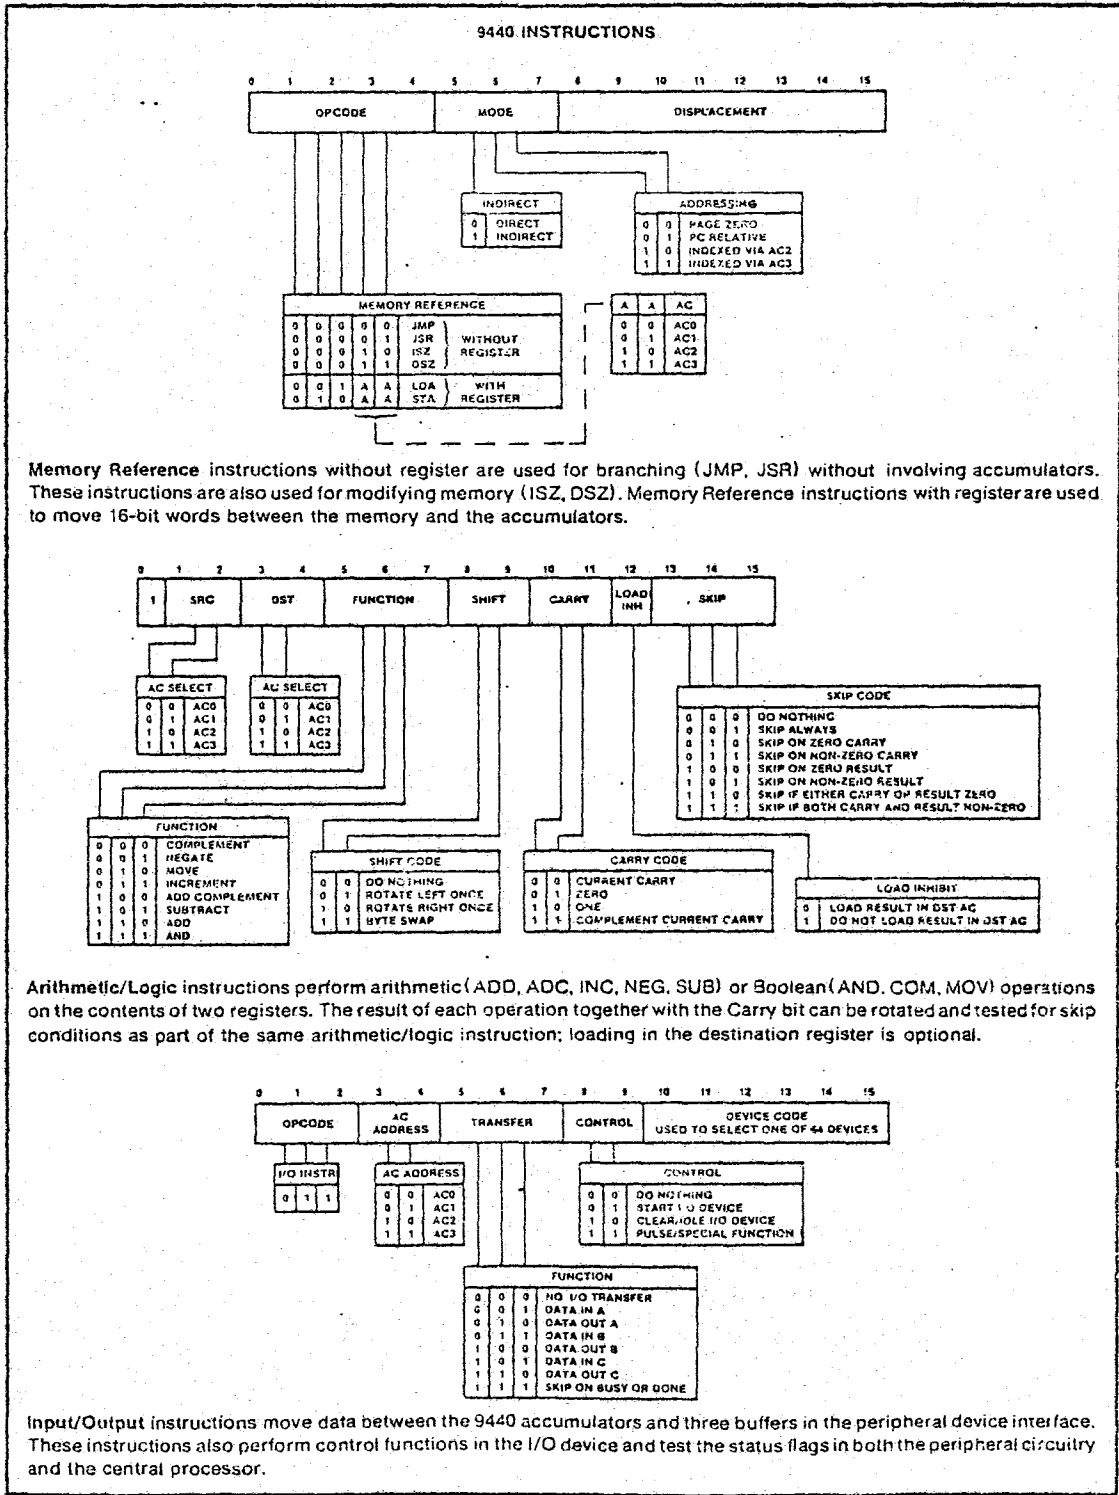 9440 INSTRUCTIONS
0 1 2 3 4 5 6 7 8 9 10 11 12 13 14 15
OPCODE MODE DISPLACEMENT
INDIRECT
0 DIRECT
1 INDIRECT
ADDRESSING
0 0 PAGE ZERO
0 1 PC RELATIVE
1 0 INDEXED VIA AC2
1 1 INDEXED VIA AC3
MEMORY REFERENCE
0 0 0 0 0 JMP
0 0 0 0 1 JSR
0 0 0 1 0 ISZ
0 0 0 1 1 DSZ
WITHOUT
REGISTER
0 0 1 A A LDA
0 1 0 A A STA
WITH
REGISTER
A A AC
0 0 AC0
0 1 AC1
1 0 AC2
1 1 AC3
Memory Reference instructions without register are used for branching (JMP, JSR) without involving accumulators.
These instructions are also used for modifying memory (ISZ, DSZ). Memory Reference instructions with register are used
to move 16-bit words between the memory and the accumulators.
0 1 2 3 4 5 6 7 8 9 10 11 12 13 14 15
1 SRC DST FUNCTION SHIFT CARRY LOAD INH SKIP
AC SELECT
0 0 AC0
0 1 AC1
1 0 AC2
1 1 AC3
AC SELECT
0 0 AC0
0 1 AC1
1 0 AC2
1 1 AC3
SKIP CODE
0 0 0 DO NOTHING
0 0 1 SKIP ALWAYS
0 1 0 SKIP ON ZERO CARRY
0 1 1 SKIP ON NON-ZERO CARRY
1 0 0 SKIP ON ZERO RESULT
1 0 1 SKIP ON NON-ZERO RESULT
1 1 0 SKIP IF EITHER CARRY OR RESULT ZERO
1 1 1 SKIP IF BOTH CARRY AND RESULT NON-ZERO
FUNCTION
0 0 0 COMPLEMENT
0 0 1 NEGATE
0 1 0 MOVE
0 1 1 INCREMENT
1 0 0 ADD COMPLEMENT
1 0 1 SUBTRACT
1 1 0 ADD
1 1 1 AND
SHIFT CODE
0 0 DO NOTHING
0 1 ROTATE LEFT ONCE
1 0 ROTATE RIGHT ONCE
1 1 BYTE SWAP
CARRY CODE
0 0 CURRENT CARRY
0 1 ZERO
1 0 ONE
1 1 COMPLEMENT CURRENT CARRY
LOAD INHIBIT
0 LOAD RESULT IN DST AC
1 DO NOT LOAD RESULT IN DST AC
Arithmetic/Logic instructions perform arithmetic (ADD, ADC, INC, NEG, SUB) or Boolean (AND, COM, MOV) operations
on the contents of two registers. The result of each operation together with the Carry bit can be rotated and tested for skip
conditions as part of the same arithmetic/logic instruction; loading in the destination register is optional.
0 1 2 3 4 5 6 7 8 9 10 11 12 13 14 15
OPCODE AC ADDRESS TRANSFER CONTROL DEVICE CODE
USED TO SELECT ONE OF 64 DEVICES
I/O INSTR
0 1 1
AC ADDRESS
0 0 AC0
0 1 AC1
1 0 AC2
1 1 AC3
CONTROL
0 0 DO NOTHING
0 1 START I/O DEVICE
1 0 CLEAR/IDLE I/O DEVICE
1 1 PULSE/SPECIAL FUNCTION
FUNCTION
0 0 0 NO I/O TRANSFER
0 0 1 DATA IN A
0 1 0 DATA OUT A
0 1 1 DATA IN B
1 0 0 DATA OUT B
1 0 1 DATA IN C
1 1 0 DATA OUT C
1 1 1 SKIP ON BUSY OR DONE
Input/Output instructions move data between the 9440 accumulators and three buffers in the peripheral device interface.
These instructions also perform control functions in the I/O device and test the status flags in both the peripheral circuitry
and the central processor.